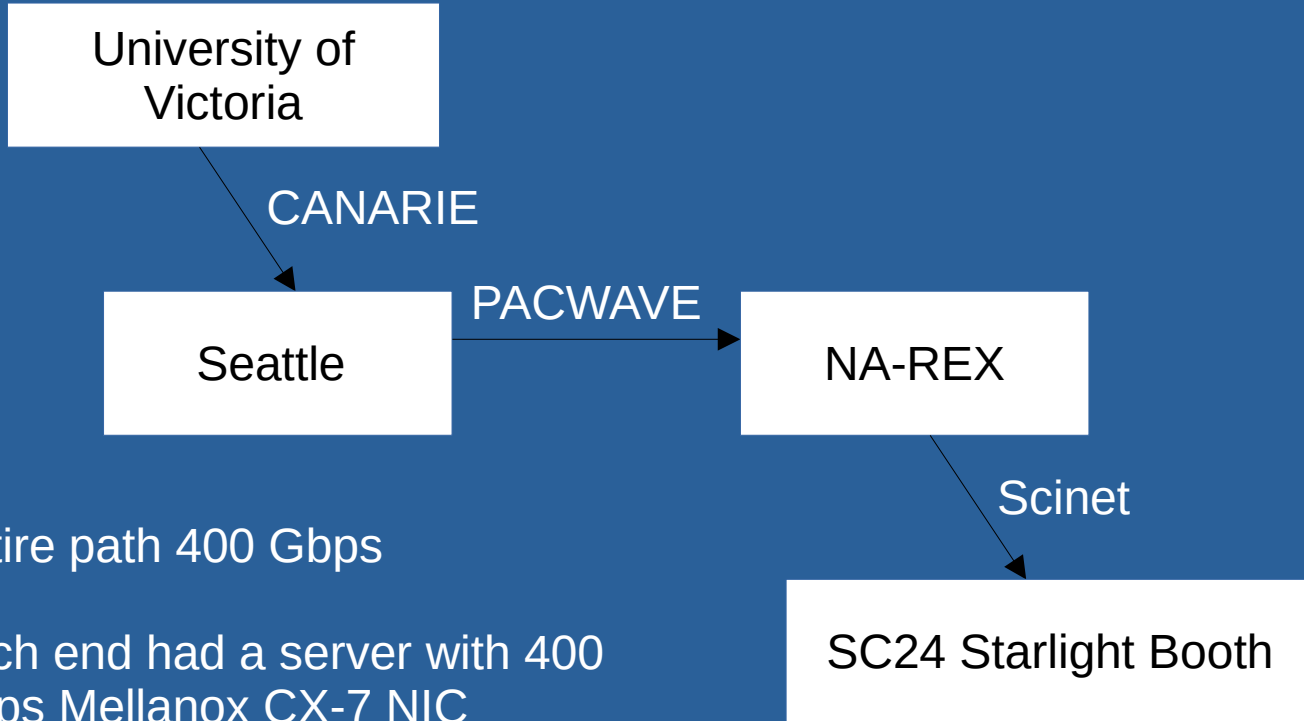 University of
Victoria
CANARIE
PACWAVE
Seattle
NA-REX
Scinet
tire path 400 Gbps
ch end had a server with 400
SC24 Starlight Booth
ps Mellanox CX-7 NIC